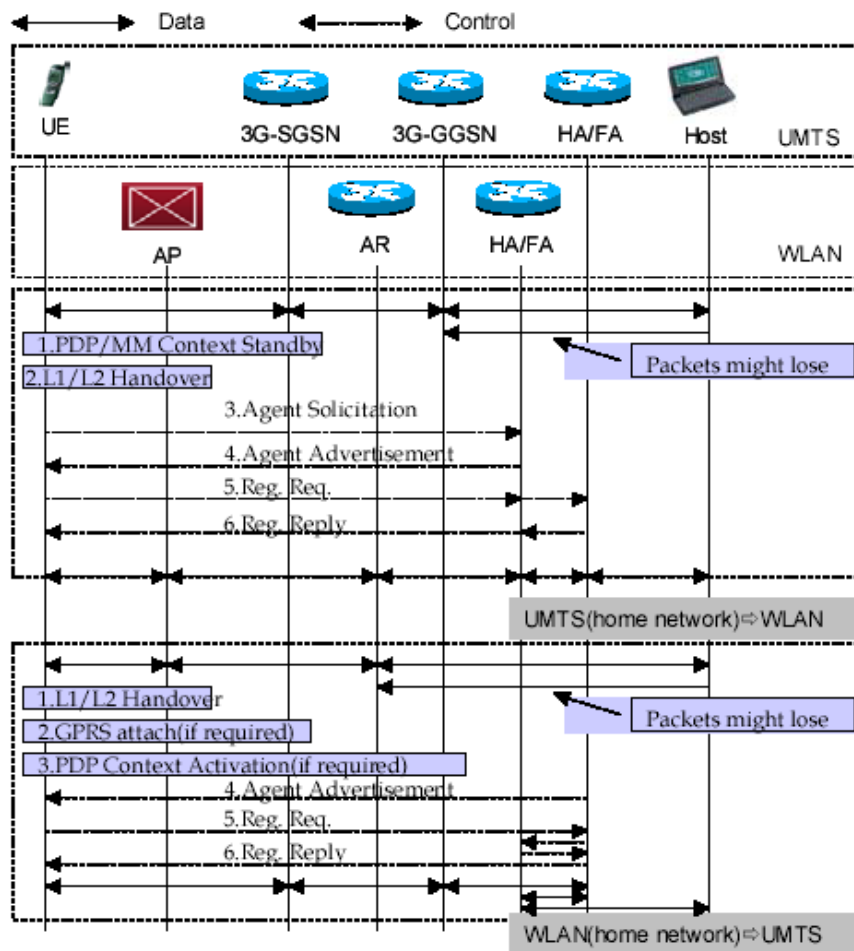 Data
Control
UE
3G-SGSN
3G-GGSN
HA/FA
Host
UMTS
AP
AR
HA/FA
WLAN
1.PDP/MM Context Standby
Packets might lose
2.L1/L2 Handover
3.Agent Solicitation
4.Agent Advertisement
5.Reg. Req.
6.Reg. Reply
UMTS(home network)⇨WLAN
1.L1/L2 Handover
Packets might lose
2.GPRS attach(if required)
3.PDP Context Activation(if required)
4.Agent Advertisement
5.Reg. Req.
6.Reg. Reply
WLAN(home network)⇨UMTS